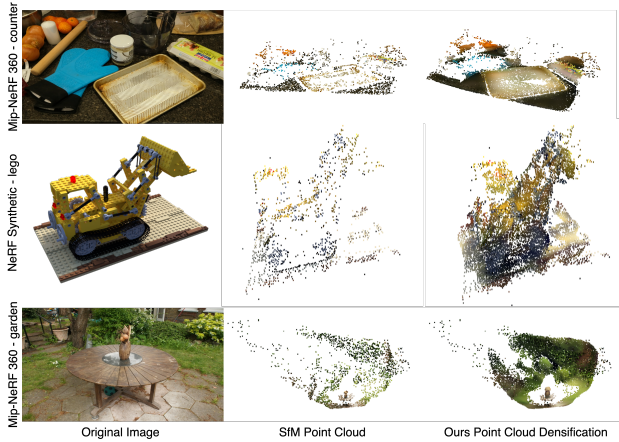 Mip-NeRF 360 - counter
NeRF Synthetic - lego
Mip-NeRF 360 - garden
Original Image
SfM Point Cloud
Ours Point Cloud Densification